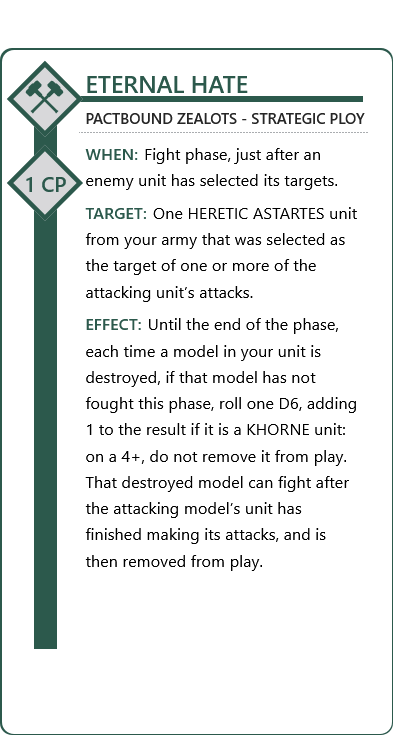 ETERNAL HATE
PACTBOUND ZEALOTS - STRATEGIC PLOY
1 CP
WHEN: Fight phase, just after an
enemy unit has selected its targets.
TARGET: One HERETIC ASTARTES unit
from your army that was selected as
the target of one or more of the
attacking unit’s attacks.
EFFECT: Until the end of the phase,
each time a model in your unit is
destroyed, if that model has not
fought this phase, roll one D6, adding
1 to the result if it is a KHORNE unit:
on a 4+, do not remove it from play.
That destroyed model can fight after
the attacking model’s unit has
finished making its attacks, and is
then removed from play.